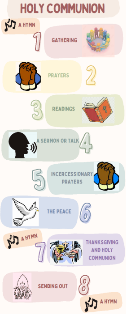 HOLY COMMUNION
A HYMN
1
GATHERING
PRAYERS
2
3
READINGS
A SERMON OR TALK
4
5
INCERCESSIONARY
PRAYERS
THE PEACE
6
A HYMN
7
THANKSGIVING
AND HOLY
COMMUNION
SENDING OUT
8
A HYMN